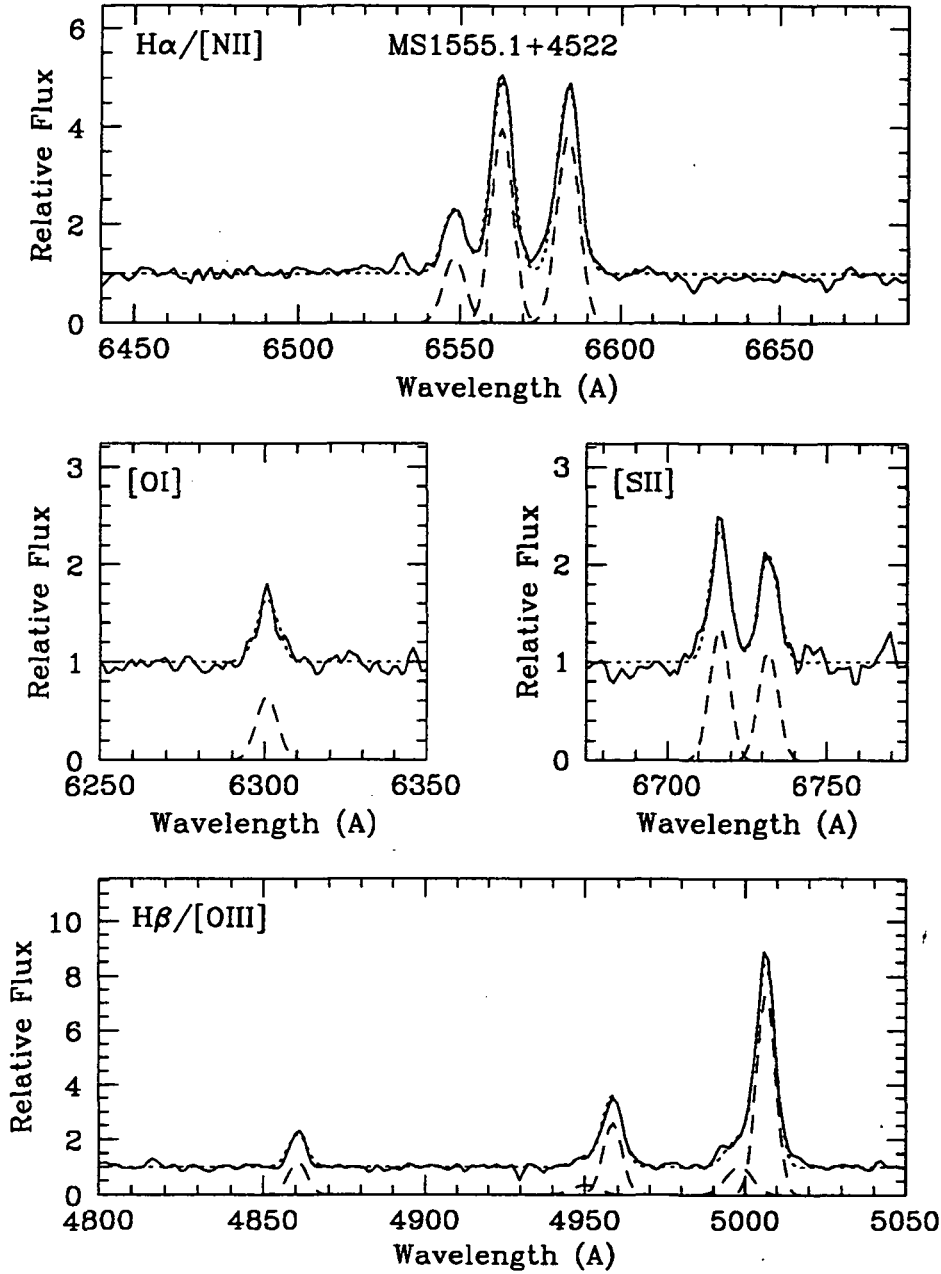 Hα/[NII]
MS1555.1+4522
Relative Flux
6
4
2
0
6450 6500 6550 6600 6650
Wavelength (A)
[OI]
Relative Flux
3
2
1
0
6250 6300 6350
Wavelength (A)
[SII]
Relative Flux
3
2
1
0
6700 6750
Wavelength (A)
Hβ/[OIII]
Relative Flux
10
8
6
4
2
0
4800 4850 4900 4950 5000 5050
Wavelength (A)